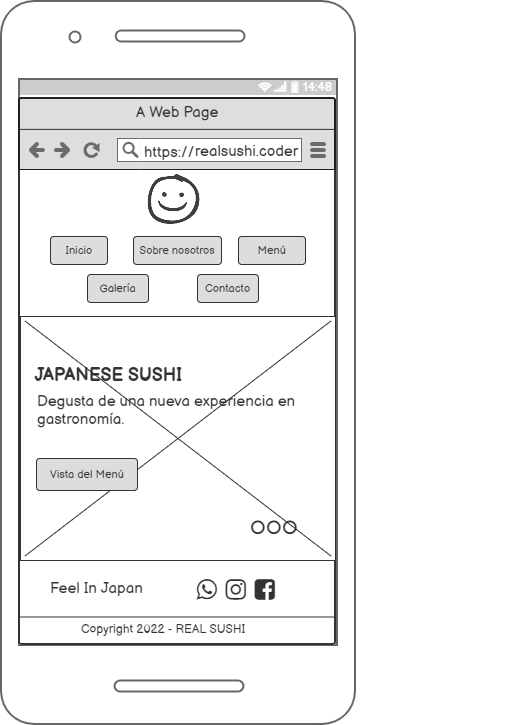 14:48
A Web Page
https://realsushi.coder
Inicio
Sobre nosotros
Menú
Galería
Contacto
JAPANESE SUSHI
Degusta de una nueva experiencia en
gastronomía.
Vista del Menú
Feel In Japan
Copyright 2022 - REAL SUSHI